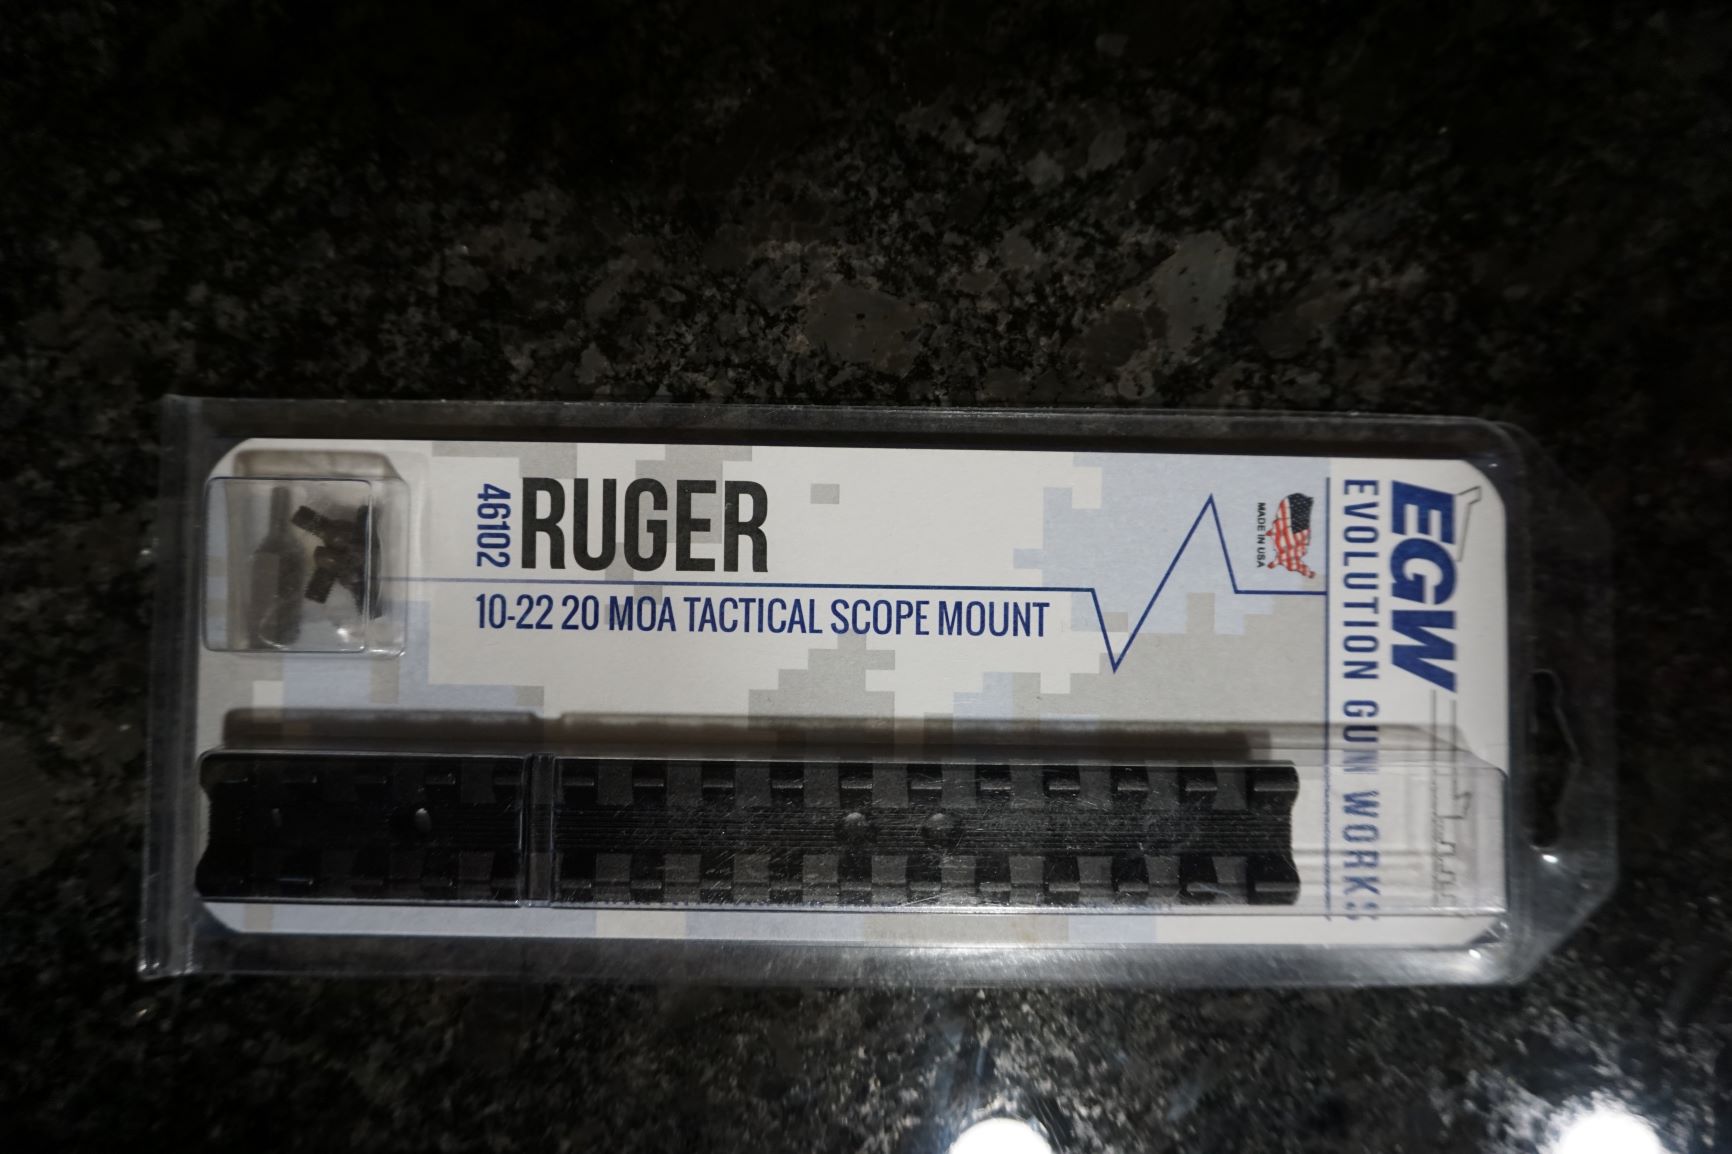 46102
RUGER
10-22 20 MOA TACTICAL SCOPE MOUNT
MADE IN USA
EGW
EVOLUTION GUN WORKS